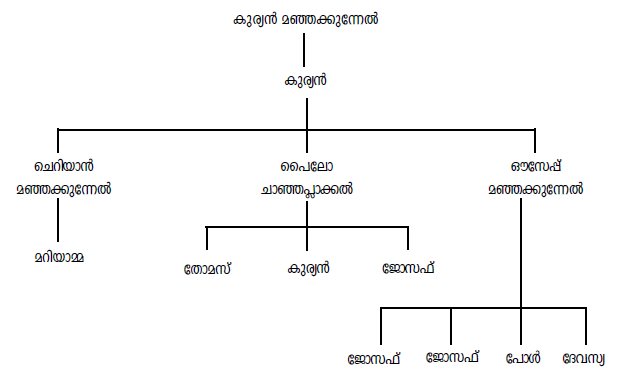 കുര്യൻ മഞ്ഞക്കുന്നേൽ
കുര്യൻ
ചെറിയാൻ
മഞ്ഞക്കുന്നേൽ
പൈലോ
ചാഞ്ഞപ്ലാക്കൽ
ഔസേപ്പ്
മഞ്ഞക്കുന്നേൽ
മറിയാമ്മ
തോമസ്
കുര്യൻ
ജോസഫ്
ജോസഫ്
ജോസഫ്
പോൾ
ദേവസ്യ